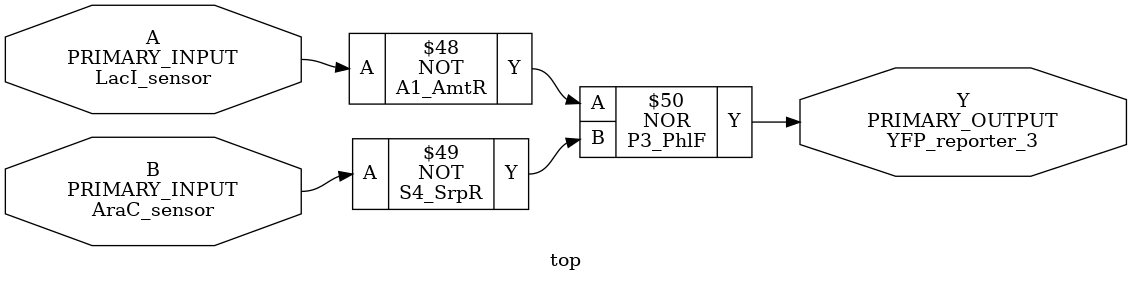 A
PRIMARY_INPUT
LacI_sensor
A
$48
NOT
A1_AmtR
Y
B
PRIMARY_INPUT
AraC_sensor
A
$49
NOT
S4_SrpR
Y
A
B
$50
NOR
P3_PhlF
Y
Y
PRIMARY_OUTPUT
YFP_reporter_3
top